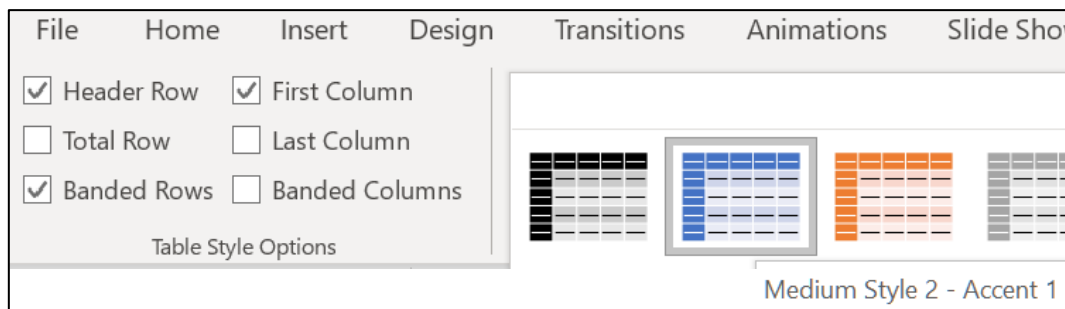 File Home Insert Design Transitions Animations Slide Sho
Header Row First Column
Total Row Last Column
Banded Rows Banded Columns
Table Style Options
Medium Style 2 - Accent 1